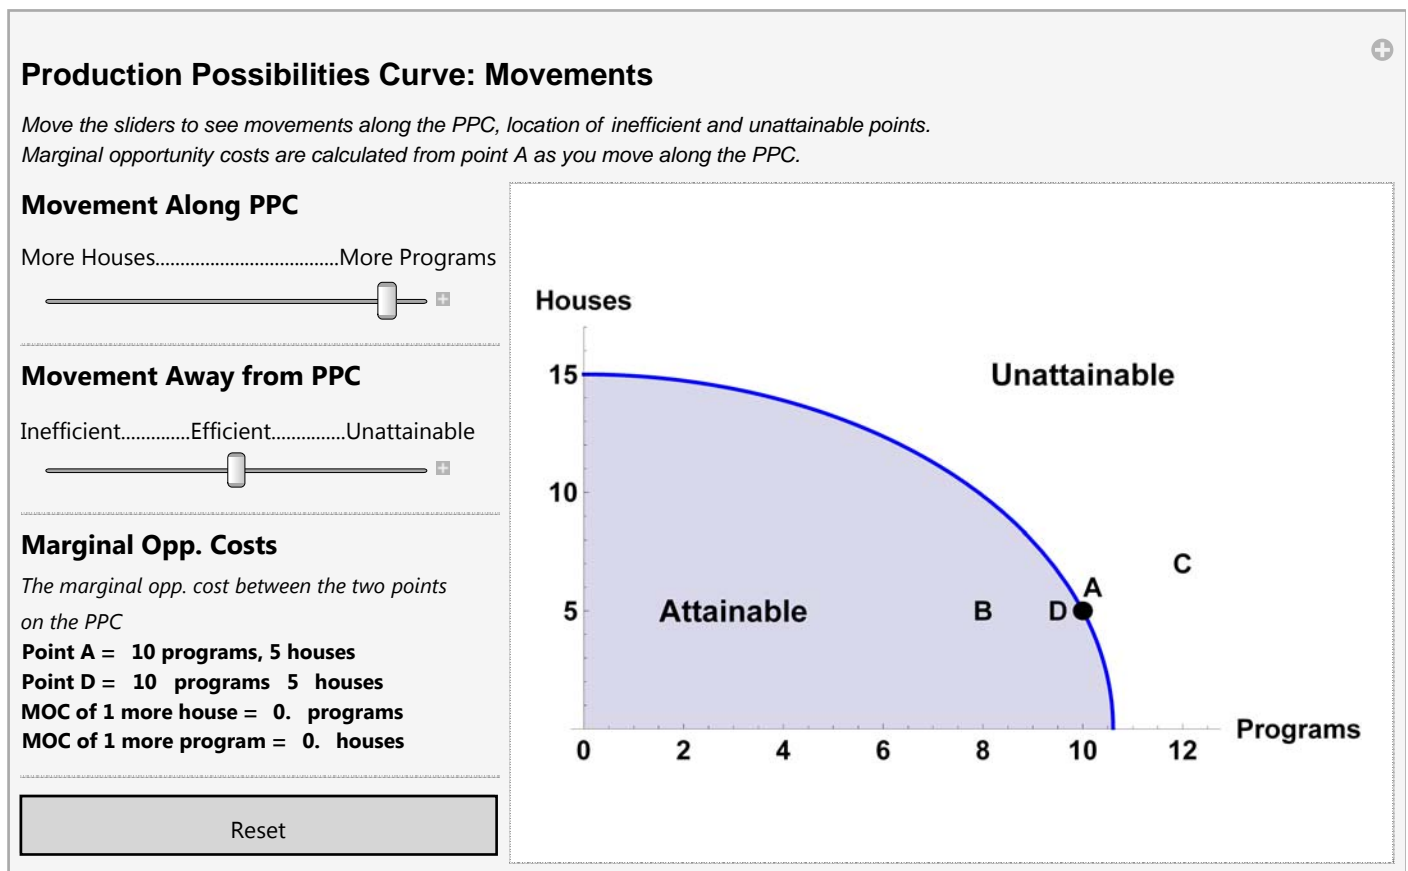 Production Possibilities Curve: Movements
Move the sliders to see movements along the PPC, location of inefficient and unattainable points.
Marginal opportunity costs are calculated from point A as you move along the PPC.
Movement Along PPC
More Houses....................................More Programs
Movement Away from PPC
Inefficient..............Efficient...............Unattainable
Marginal Opp. Costs
The marginal opp. cost between the two points
on the PPC
Point A = 10 programs, 5 houses
Point D = 10 programs 5 houses
MOC of 1 more house = 0. programs
MOC of 1 more program = 0. houses
Reset
Houses
15
Unattainable
10
C
A
5
Attainable
B
D
Programs
0 2 4 6 8 10 12